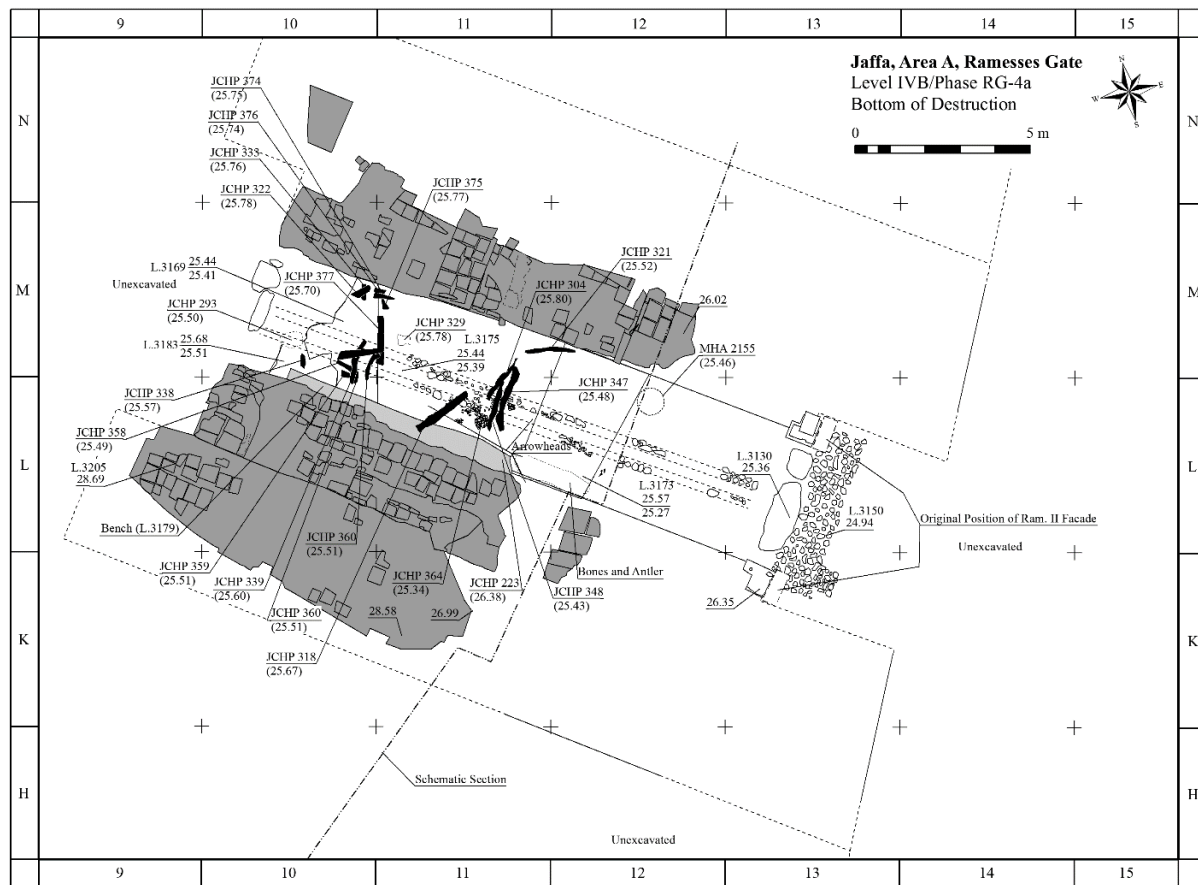 9 10 11 12 13 14 15
Jaffa, Area A, Ramesses Gate
Level IVB/Phase RG-4a
Bottom of Destruction
N
E
S
W
0 5 m
N
N
JCHP 374
(25.75)
JCHP 376
(25.74)
JCHP 333
(25.76)
JCHP 322
(25.78)
JCHP 375
(25.77)
JCHP 321
(25.52)
JCHP 304
(25.80)
26.02
M
M
L.3169
25.44
25.41
Unexcavated
JCHP 377
(25.70)
JCHP 293
(25.50)
JCHP 329
(25.78)
L.3175
25.44
25.39
L.3183
25.68
25.51
MHA 2155
(25.46)
JCHP 347
(25.48)
JCHP 338
(25.57)
JCHP 358
(25.49)
L
L
L.3205
28.69
Arrowheads
L.3173
25.57
25.27
L.3130
25.36
L.3150
24.94
Original Position of Ram. II Facade
Unexcavated
Bench (L.3179)
JCHP 360
(25.51)
JCHP 359
(25.51)
JCHP 339
(25.60)
JCHP 364
(25.34)
JCHP 223
(26.38)
Bones and Antler
JCHP 348
(25.43)
26.35
JCHP 360
(25.51)
28.58
26.99
K
K
JCHP 318
(25.67)
Schematic Section
H
H
Unexcavated
9 10 11 12 13 14 15